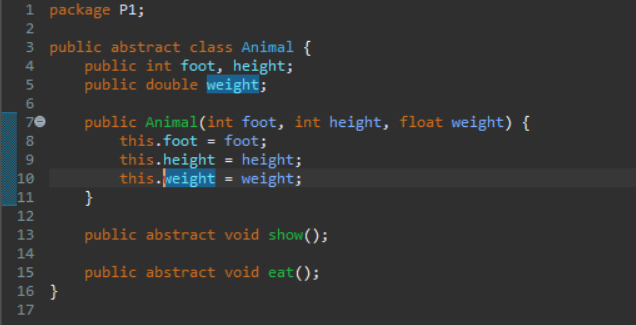 1 package P1;
2
3 public abstract class Animal {
4     public int foot, height;
5     public double weight;
6
7     public Animal(int foot, int height, float weight) {
8         this.foot = foot;
9         this.height = height;
10         this.weight = weight;
11     }
12
13     public abstract void show();
14
15     public abstract void eat();
16 }
17